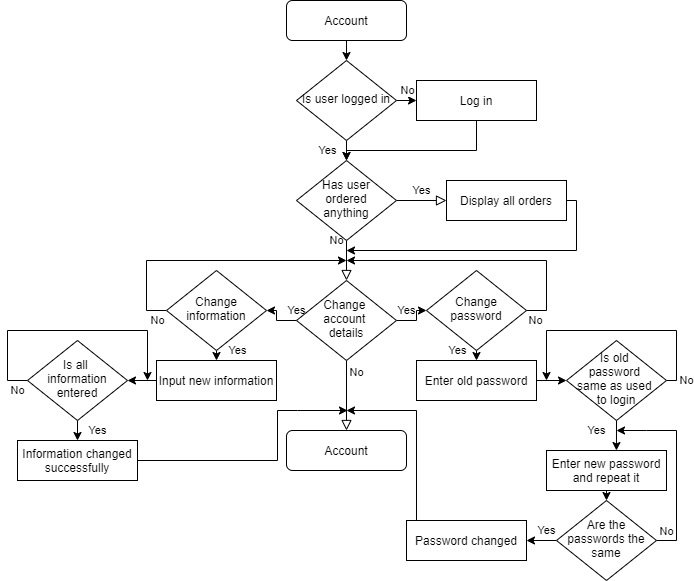 Account
Is user logged in
No
Log in
Yes
Has user
ordered
anything
Yes
Display all orders
No
Change
information
No
Yes
Yes
Change
account
details
Yes
Change
password
No
Yes
Is all
information
entered
No
Input new information
No
Enter old password
Is old
password
same as used
to login
No
Yes
Yes
Information changed
successfully
Account
Enter new password
and repeat it
Password changed
Yes
Are the
passwords the
same
No